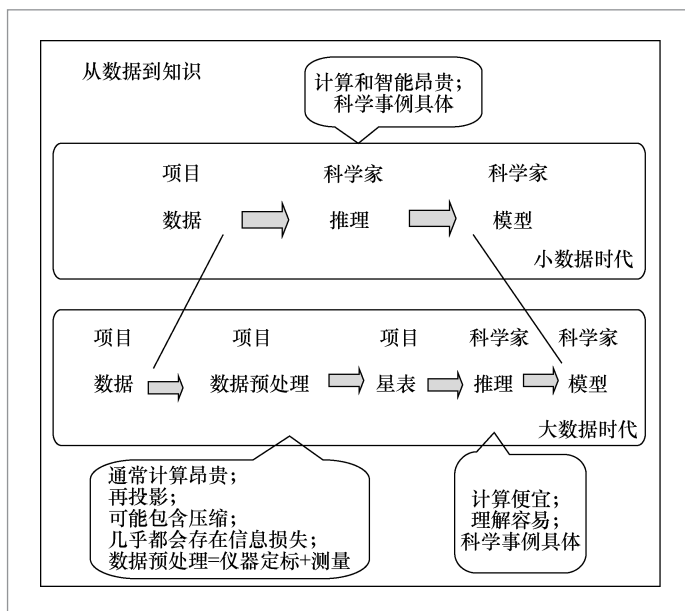 从数据到知识
计算和智能昂贵；
科学事例具体
项目 科学家 科学家
数据 推理 模型
小数据时代
项目 项目 项目 科学家 科学家
数据 数据预处理 星表 推理 模型
大数据时代
通常计算昂贵；
再投影；
可能包含压缩；
几乎都会存在信息损失；
数据预处理=仪器定标+测量
计算便宜；
理解容易；
科学事例具体